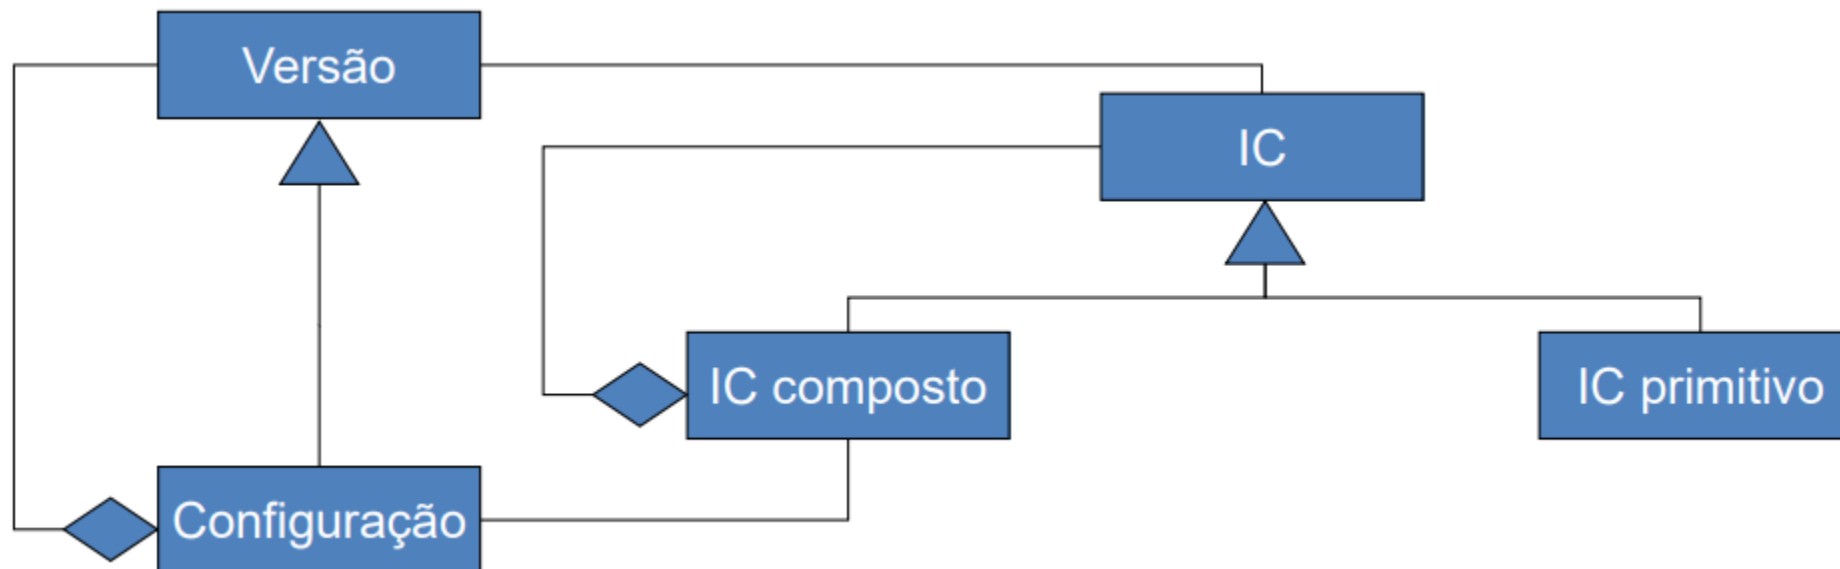 Versão
IC
IC composto
IC primitivo
Configuração